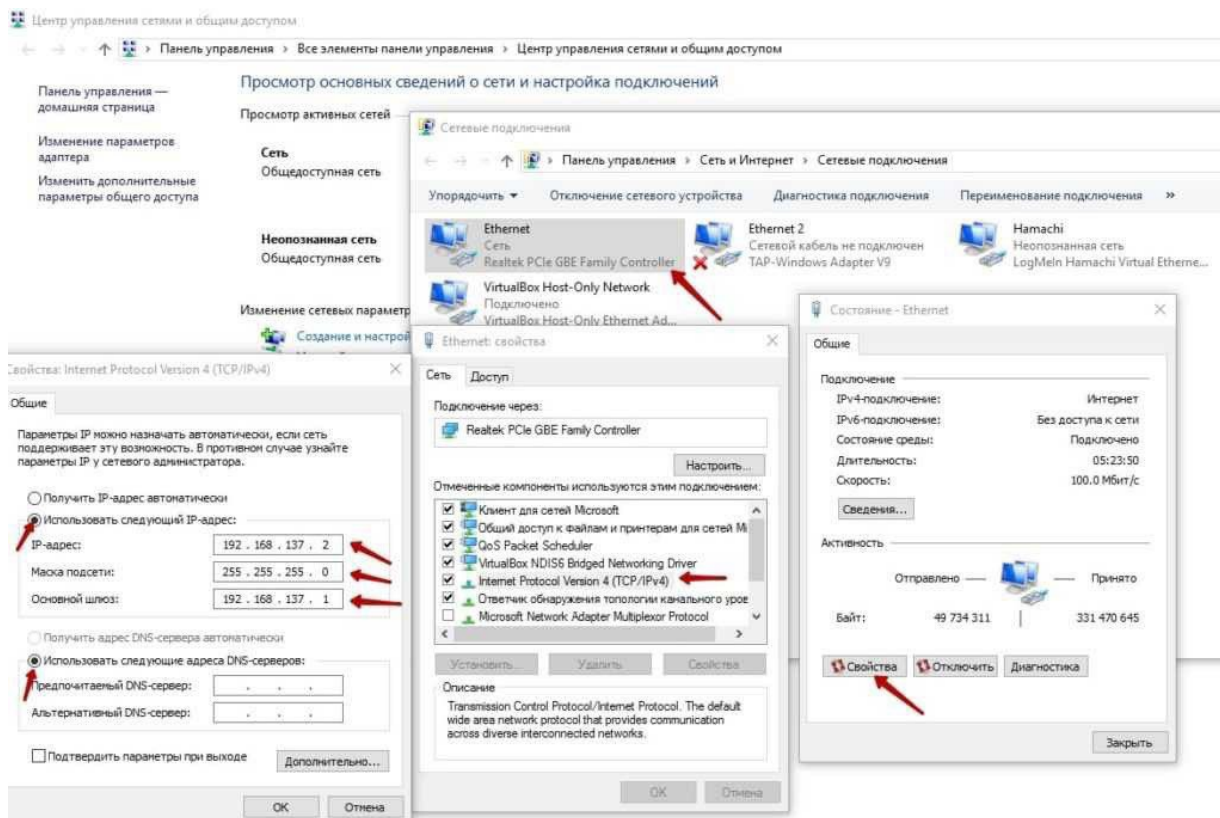 Центр управления сетями и общим доступом
Панель управления › Все элементы панели управления › Центр управления сетями и общим доступом
Панель управления —
домашняя страница
Изменение параметров
адаптера
Изменить дополнительные
параметры общего доступа
Просмотр основных сведений о сети и настройка подключений
Просмотр активных сетей
Сеть
Общедоступная сеть
Неопознанная сеть
Общедоступная сеть
Изменение сетевых параметр
Создание и настрой
Сетевые подключения
Панель управления › Сеть и Интернет › Сетевые подключения
Упорядочить Отключение сетевого устройства Диагностика подключения Переименование подключения »
Ethernet
Сеть
Realtek PCIe GBE Family Controller
Ethernet 2
Сетевой кабель не подключен
TAP-Windows Adapter V9
Hamachi
Неопознанная сеть
LogMeIn Hamachi Virtual Etherne...
VirtualBox Host-Only Network
Подключено
VirtualBox Host-Only Ethernet Ad...
Свойства: Internet Protocol Version 4 (TCP/IPv4)
Общие
Параметры IP можно назначать автоматически, если сеть
поддерживает эту возможность. В противном случае узнайте
параметры IP у сетевого администратора.
Получить IP-адрес автоматически
Использовать следующий IP-адрес:
IP-адрес: 192 . 168 . 137 . 2
Маска подсети: 255 . 255 . 255 . 0
Основной шлюз: 192 . 168 . 137 . 1
Получить адрес DNS-сервера автоматически
Использовать следующие адреса DNS-серверов:
Предпочитаемый DNS-сервер: . . .
Альтернативный DNS-сервер: . . .
Подтвердить параметры при выходе
Дополнительно...
OK Отмена
Ethernet: свойства
Сеть Доступ
Подключение через:
Realtek PCIe GBE Family Controller
Настроить...
Отмеченные компоненты используются этим подключением:
Клиент для сетей Microsoft
Общий доступ к файлам и принтерам для сетей Mi
QoS Packet Scheduler
VirtualBox NDIS6 Bridged Networking Driver
Internet Protocol Version 4 (TCP/IPv4)
Ответчик обнаружения топологии канального уров
Microsoft Network Adapter Multiplexor Protocol
Установить... Удалить Свойства
Описание
Transmission Control Protocol/Internet Protocol. The default
wide area network protocol that provides communication
across diverse interconnected networks.
OK Отмена
Состояние - Ethernet
Общие
Подключение
IPv4-подключение: Интернет
IPv6-подключение: Без доступа к сети
Состояние среды: Подключено
Длительность: 05:23:50
Скорость: 100.0 Мбит/с
Сведения...
Активность
Отправлено — — Принято
Байт: 49 734 311 | 331 470 645
Свойства Отключить Диагностика
Закрыть